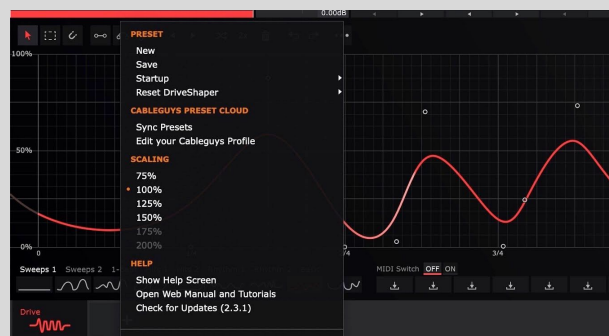 0.00dB
PRESET
New
100%
Save
Startup
Reset DriveShaper
CABLEGUYS PRESET CLOUD
Sync Presets
Edit your Cableguys Profile
50%
SCALING
75%
100%
125%
150%
175%
200%
0%
0
/4
3/4
HELP
Sweeps 1 Sweeps 2 1-
MIDI Switch OFF ON
Show Help Screen
Open Web Manual and Tutorials
Check for Updates (2.3.1)
Drive